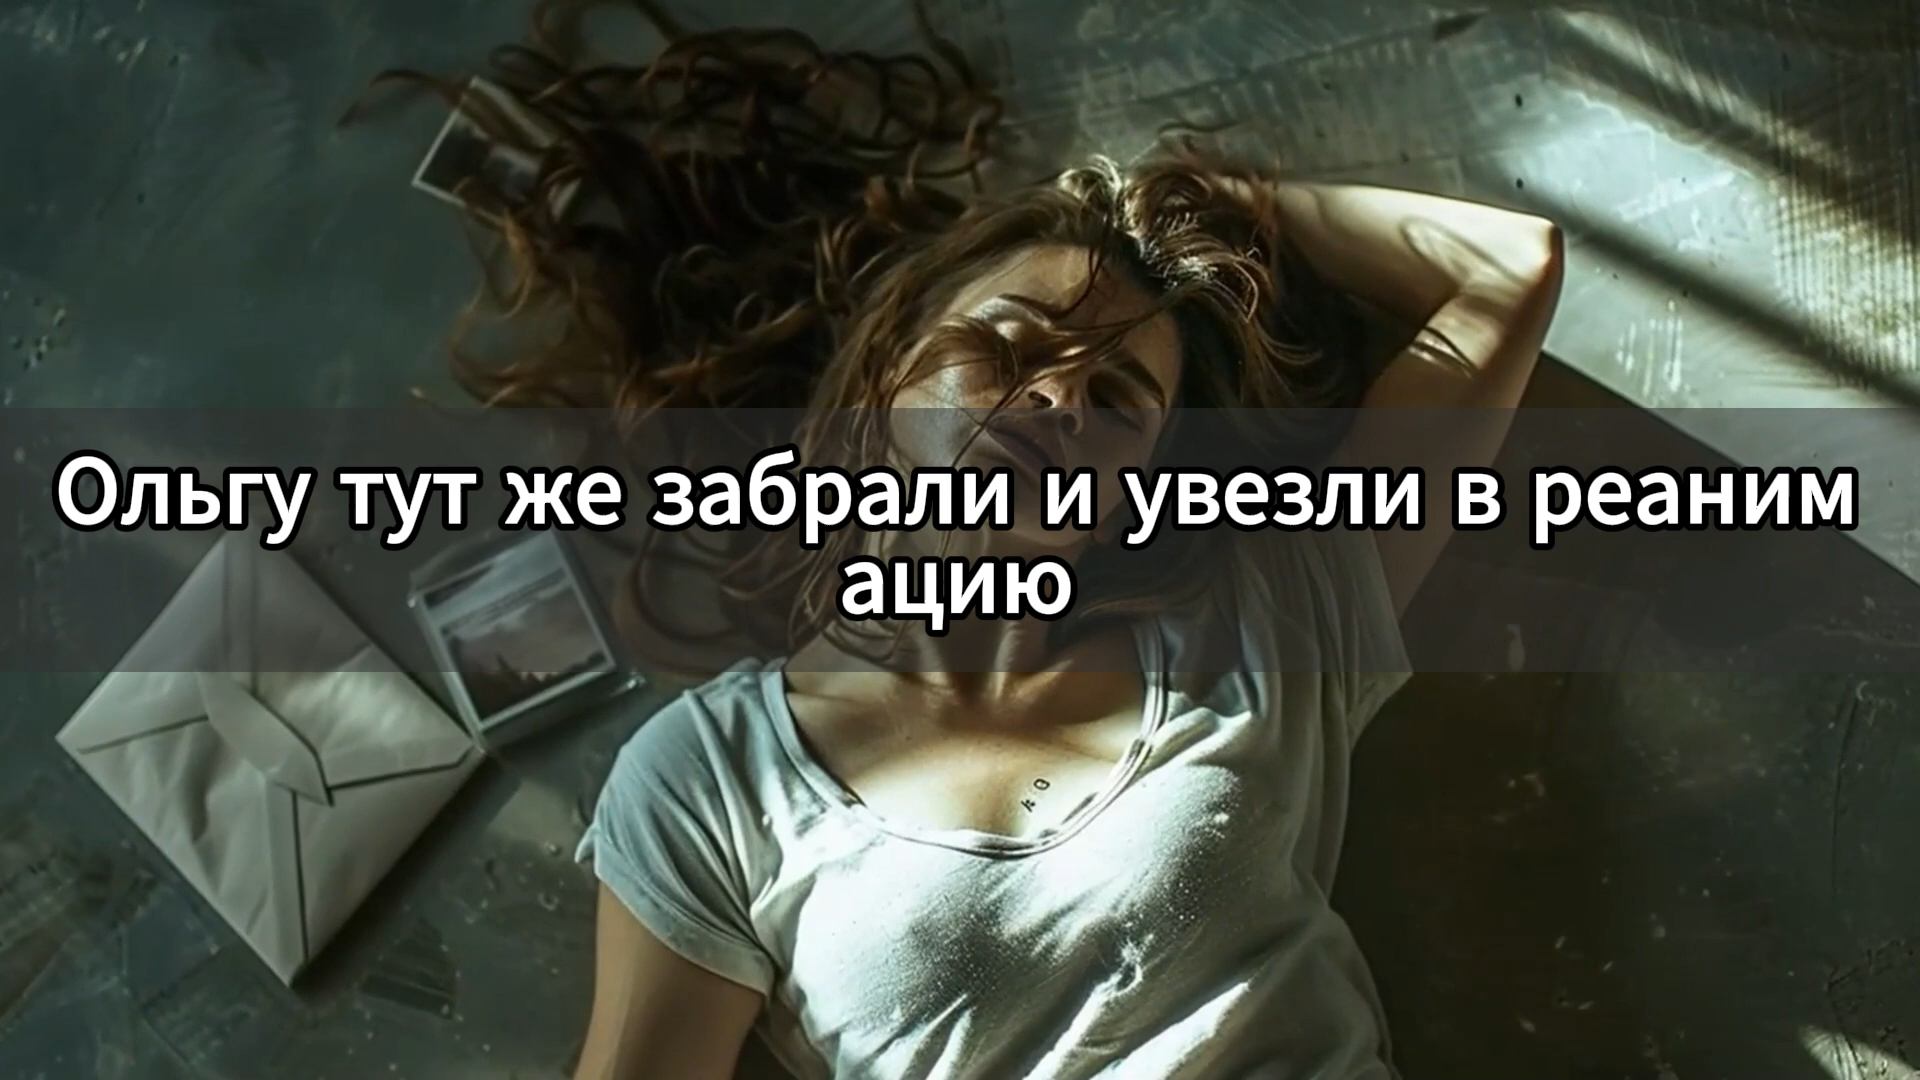 Ольгу тут же забрали и увезли в реаним
ацию